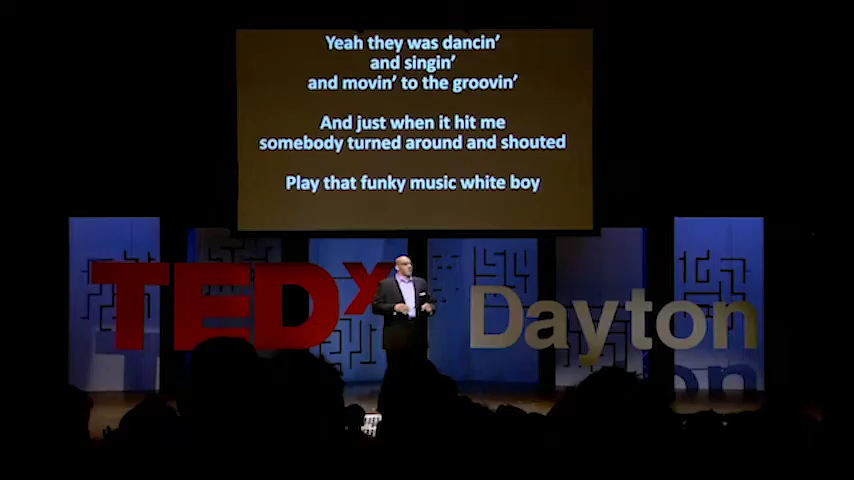 Yeah they was dancin’
and singin’
and movin’ to the groovin’
And just when it hit me
somebody turned around and shouted
Play that funky music white boy
TEDx Dayton
on